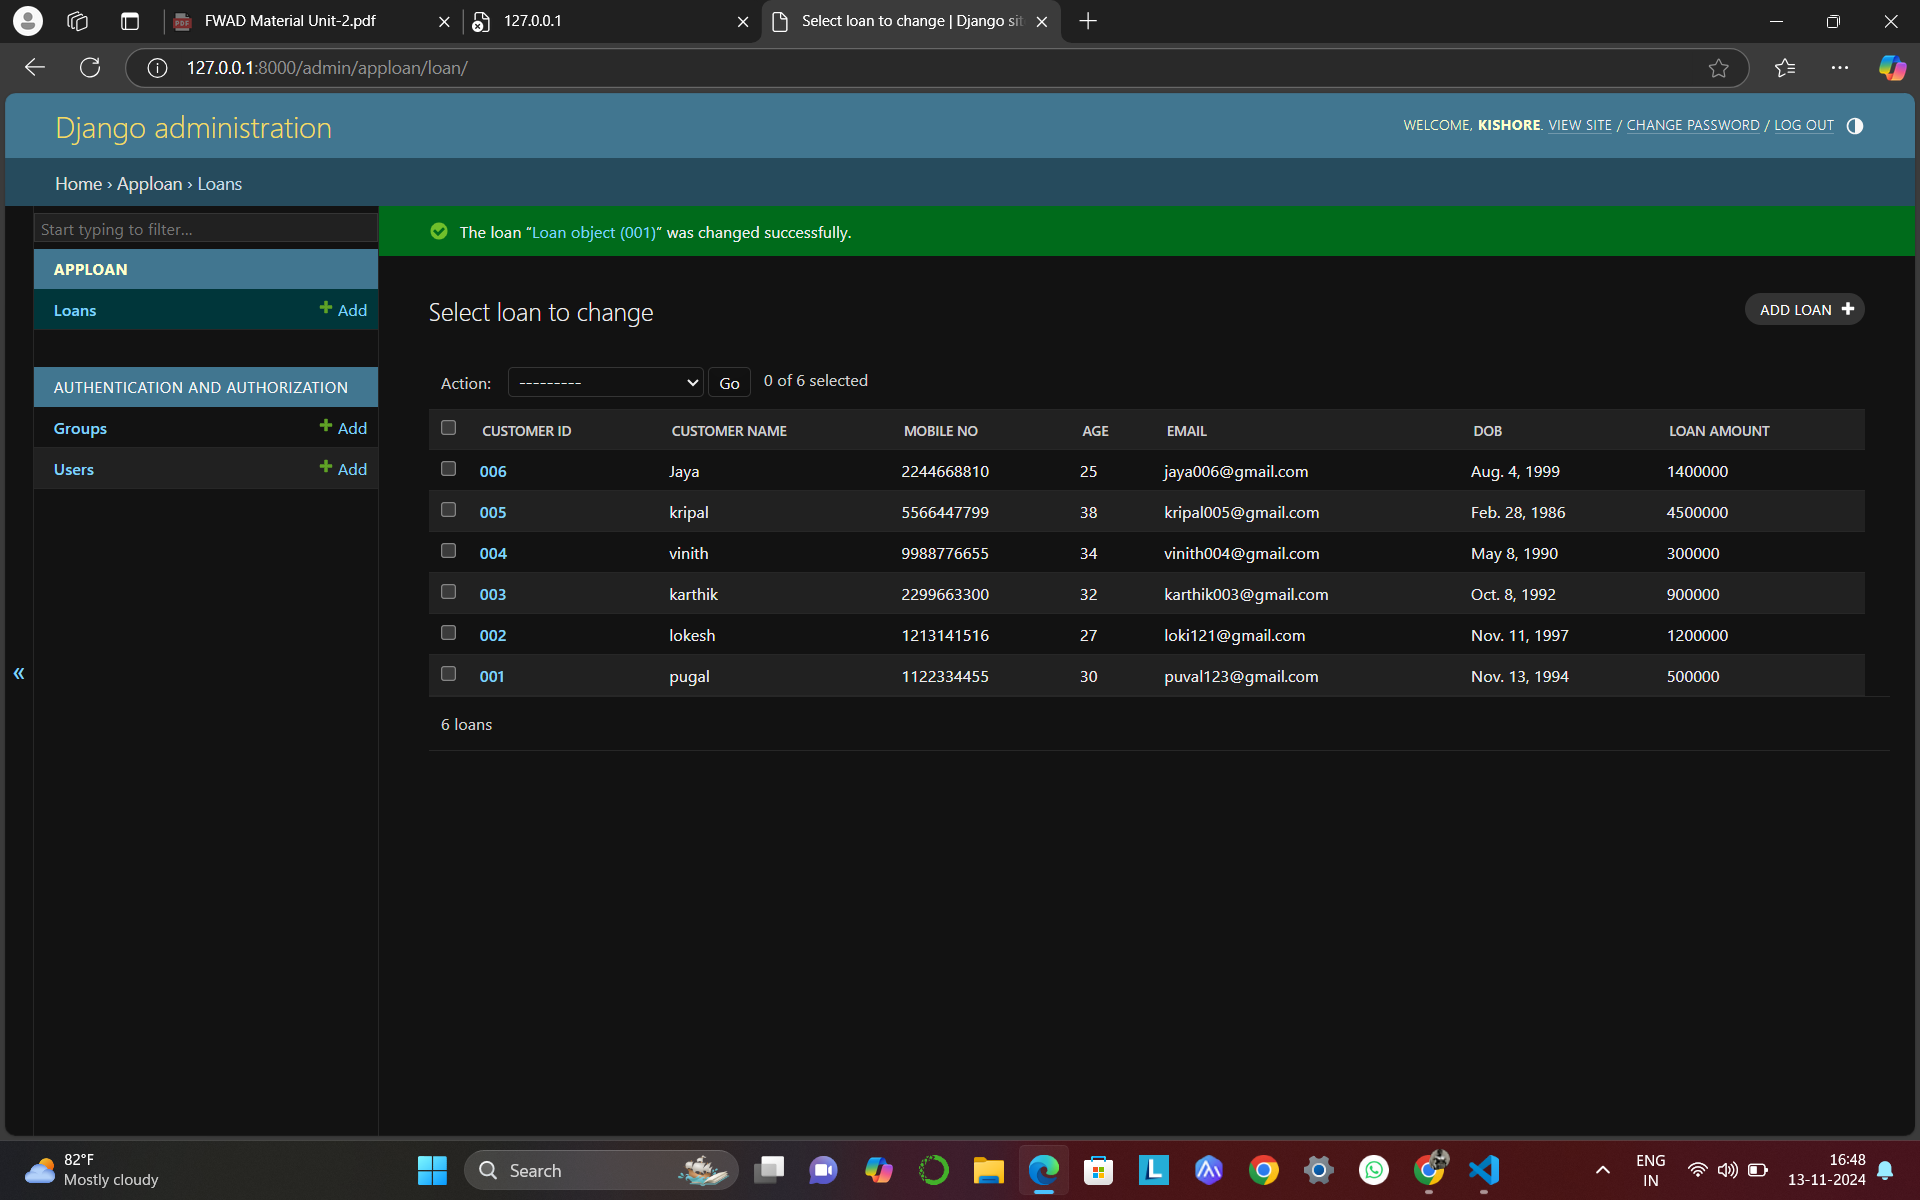 FWAD Material Unit-2.pdf
127.0.0.1
Select loan to change | Django sit
127.0.0.1:8000/admin/apploan/loan/
Django administration
WELCOME, KISHORE. VIEW SITE / CHANGE PASSWORD / LOG OUT
Home › Apploan › Loans
Start typing to filter...
The loan “Loan object (001)” was changed successfully.
APPLOAN
Loans + Add
AUTHENTICATION AND AUTHORIZATION
Groups + Add
Users + Add
«
Select loan to change
ADD LOAN +
Action: --------- Go 0 of 6 selected
CUSTOMER ID CUSTOMER NAME MOBILE NO AGE EMAIL DOB LOAN AMOUNT
006 Jaya 2244668810 25 jaya006@gmail.com Aug. 4, 1999 1400000
005 kripal 5566447799 38 kripal005@gmail.com Feb. 28, 1986 4500000
004 vinith 9988776655 34 vinith004@gmail.com May 8, 1990 300000
003 karthik 2299663300 32 karthik003@gmail.com Oct. 8, 1992 900000
002 lokesh 1213141516 27 loki121@gmail.com Nov. 11, 1997 1200000
001 pugal 1122334455 30 puval123@gmail.com Nov. 13, 1994 500000
6 loans
82°F
Mostly cloudy
Search
L
ENG
IN
16:48
13-11-2024